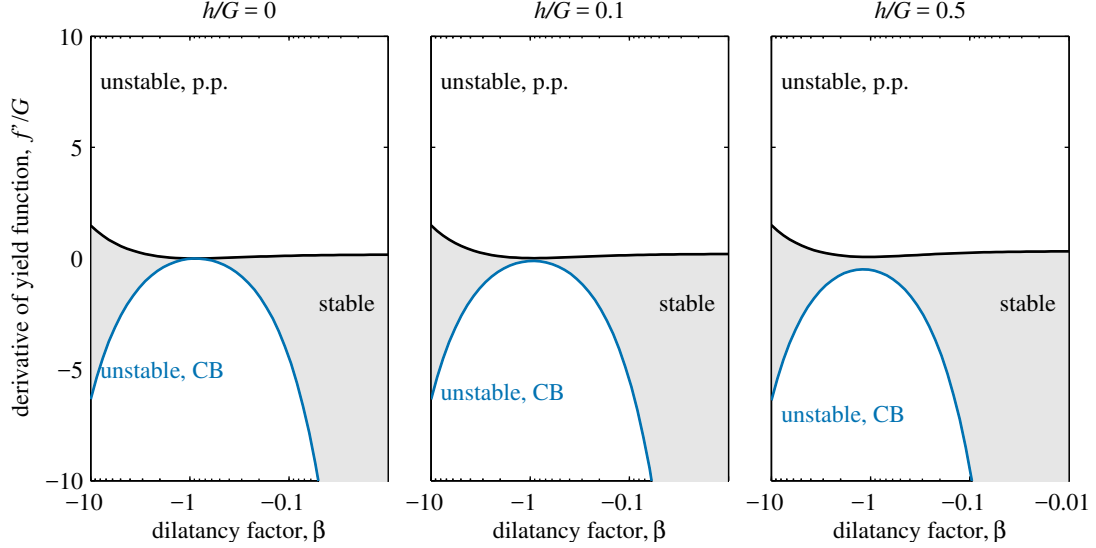 h/G = 0
h/G = 0.1
h/G = 0.5
derivative of yield function, f'/G
10
5
0
−5
−10
unstable, p.p.
unstable, p.p.
unstable, p.p.
stable
stable
stable
unstable, CB
unstable, CB
unstable, CB
−10
−1
−0.1
−10
−1
−0.1
−10
−1
−0.1
−0.01
dilatancy factor, β
dilatancy factor, β
dilatancy factor, β